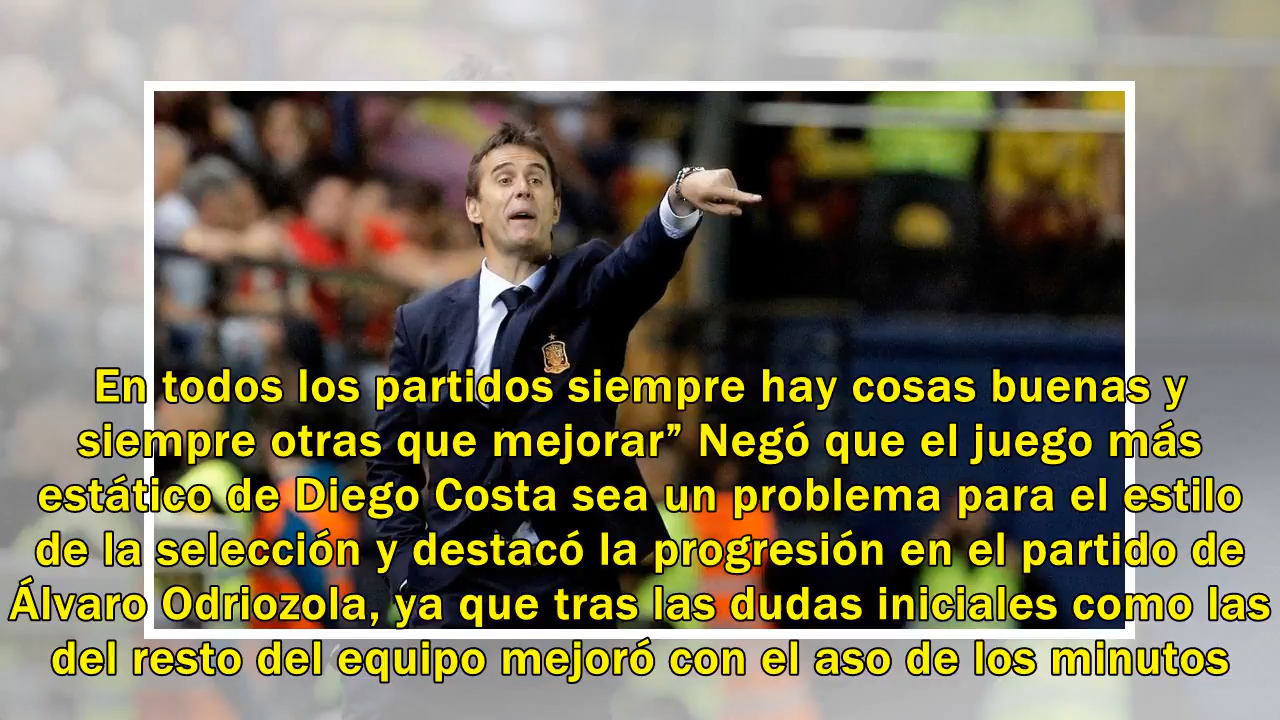 En todos los partidos siempre hay cosas buenas y
siempre otras que mejorar” Negó que el juego más
estático de Diego Costa sea un problema para el estilo
de la selección y destacó la progresión en el partido de
Álvaro Odriozola, ya que tras las dudas iniciales como las
del resto del equipo mejoró con el aso de los minutos